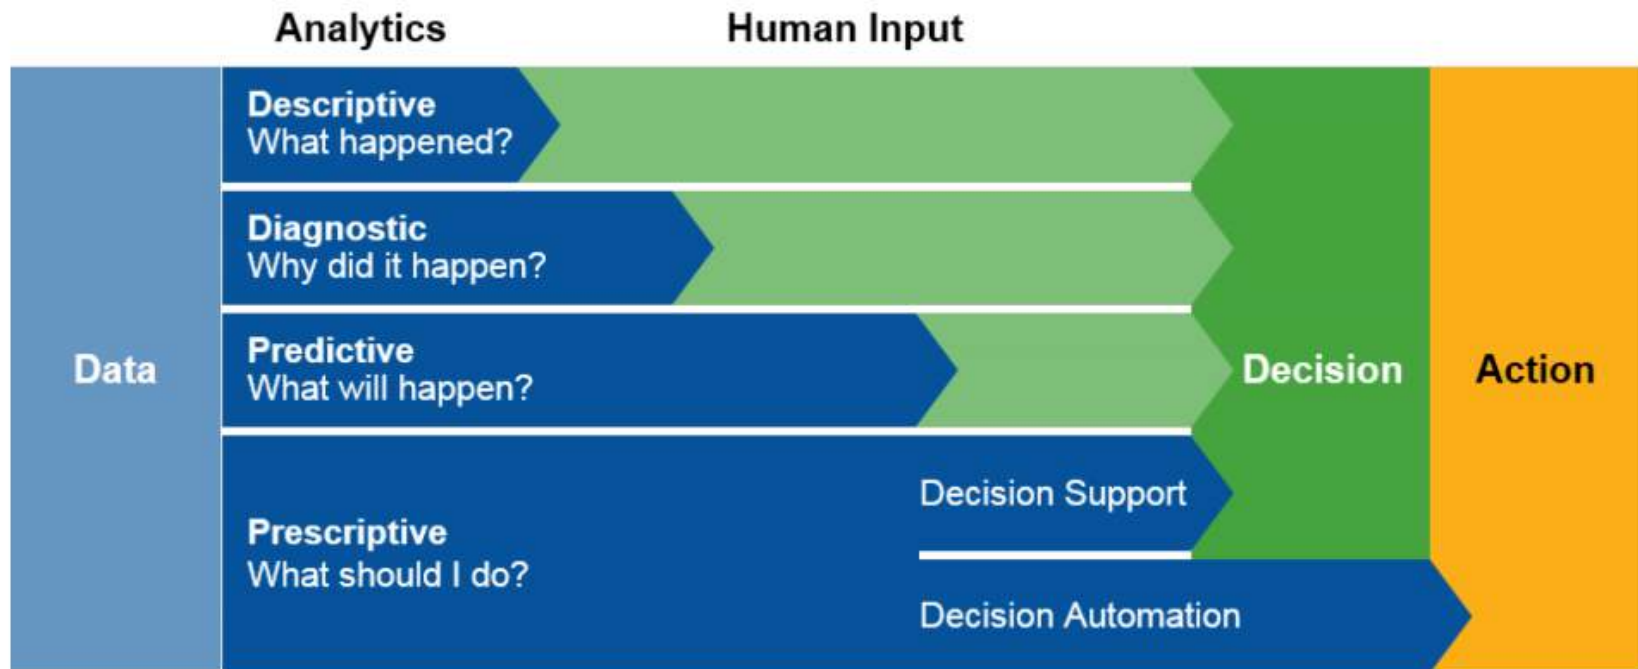 Analytics
Human Input
Descriptive
What happened?
Diagnostic
Why did it happen?
Predictive
What will happen?
Data
Decision
Action
Prescriptive
What should I do?
Decision Support
Decision Automation